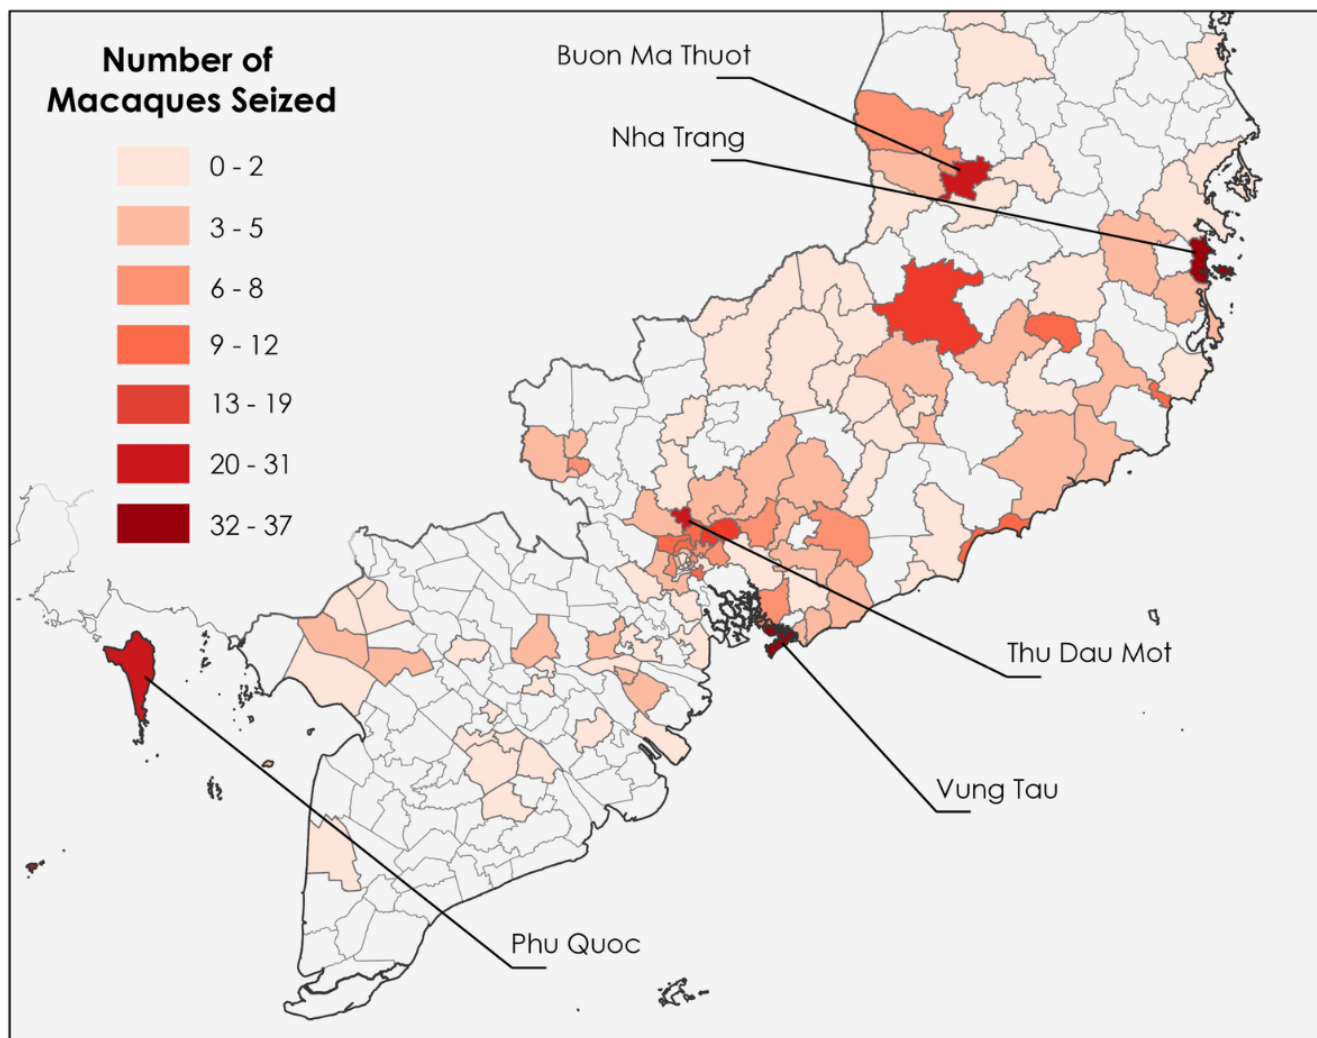 Number of
Macaques Seized
0 - 2
3 - 5
6 - 8
9 - 12
13 - 19
20 - 31
32 - 37
Buon Ma Thuot
Nha Trang
Thu Dau Mot
Vung Tau
Phu Quoc